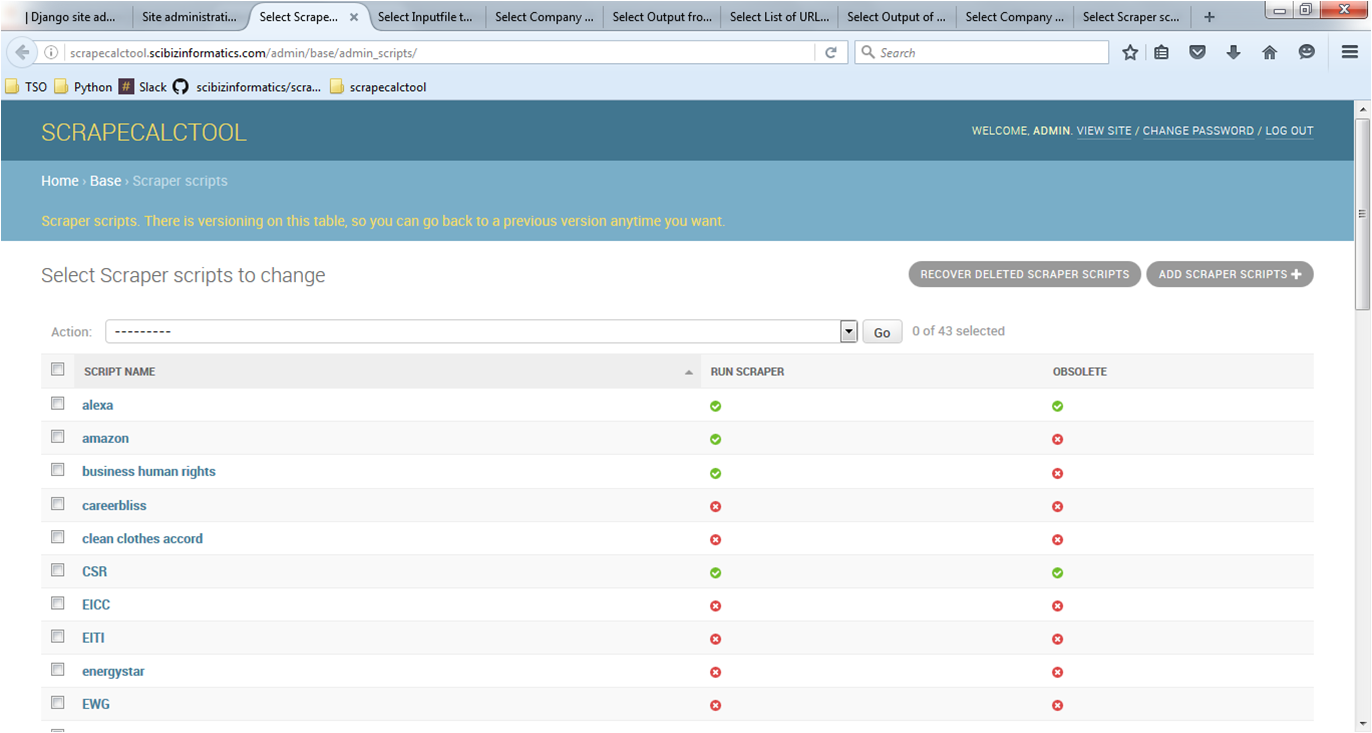 | Django site ad... Site administrati... Select Scrape... Select Inputfile t... Select Company ... Select Output fro... Select List of URL... Select Output of ... Select Company ... Select Scraper sc...
scrapecalctool.scibizinformatics.com/admin/base/admin_scripts/ Search
TSO Python # Slack scibizinformatics/scra... scrapecalctool
SCRAPECALCTOOL WELCOME, ADMIN. VIEW SITE / CHANGE PASSWORD / LOG OUT
Home › Base › Scraper scripts
Scraper scripts. There is versioning on this table, so you can go back to a previous version anytime you want.
Select Scraper scripts to change RECOVER DELETED SCRAPER SCRIPTS ADD SCRAPER SCRIPTS +
Action: --------- Go 0 of 43 selected
SCRIPT NAME RUN SCRAPER OBSOLETE
alexa
amazon
business human rights
careerbliss
clean clothes accord
CSR
EICC
EITI
energystar
EWG